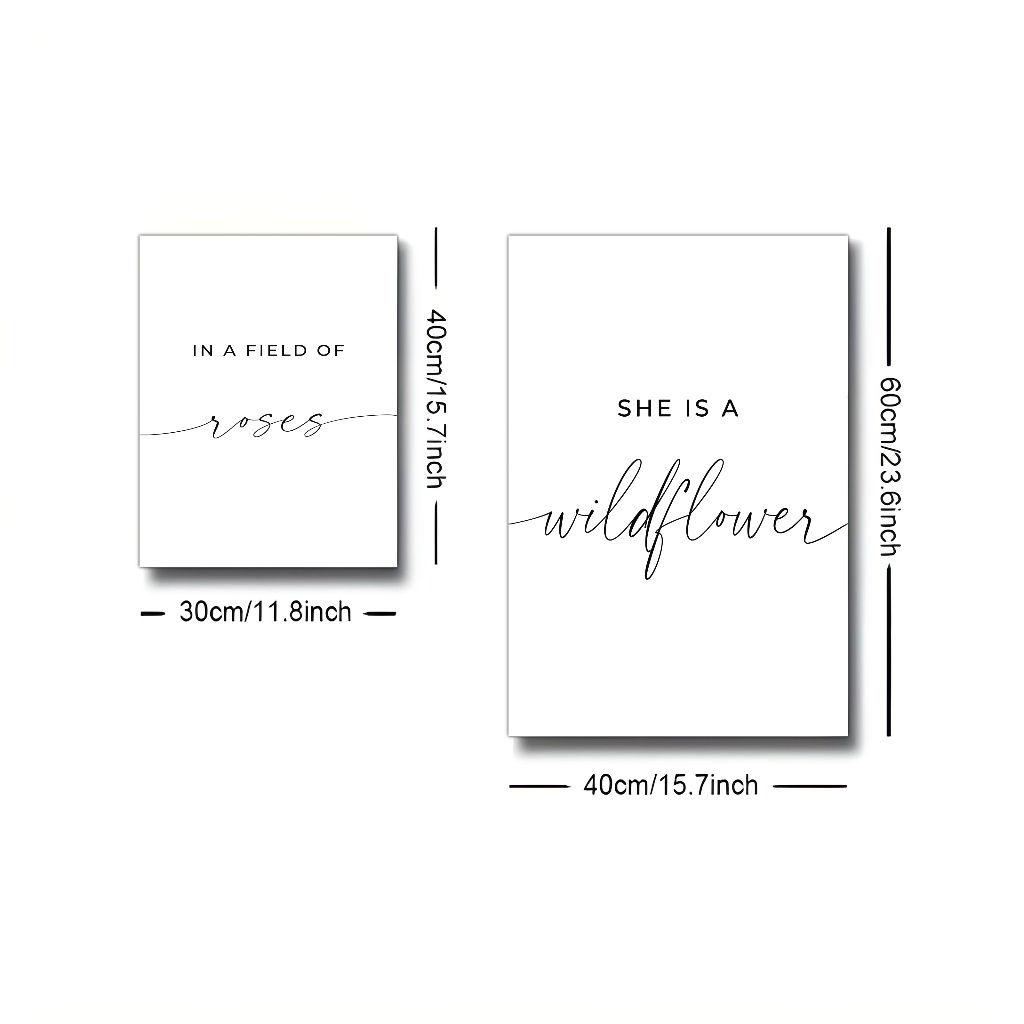 IN A FIELD OF
roses
40cm/15.7inch
30cm/11.8inch
SHE IS A
wildflower
60cm/23.6inch
40cm/15.7inch